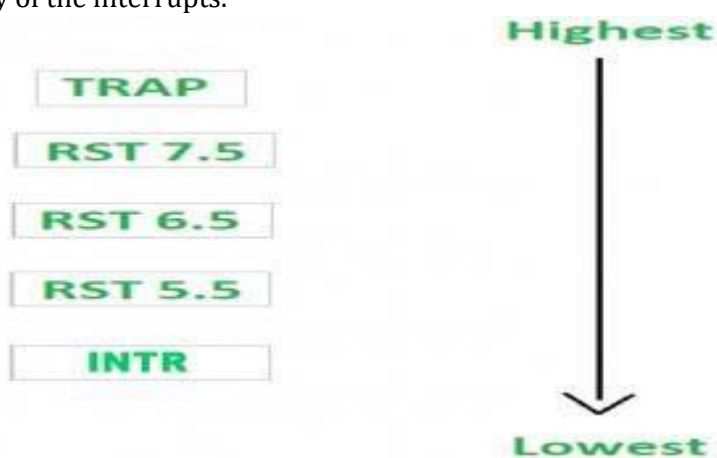 y of the interrupts.
Highest
TRAP
RST 7.5
RST 6.5
RST 5.5
INTR
Lowest